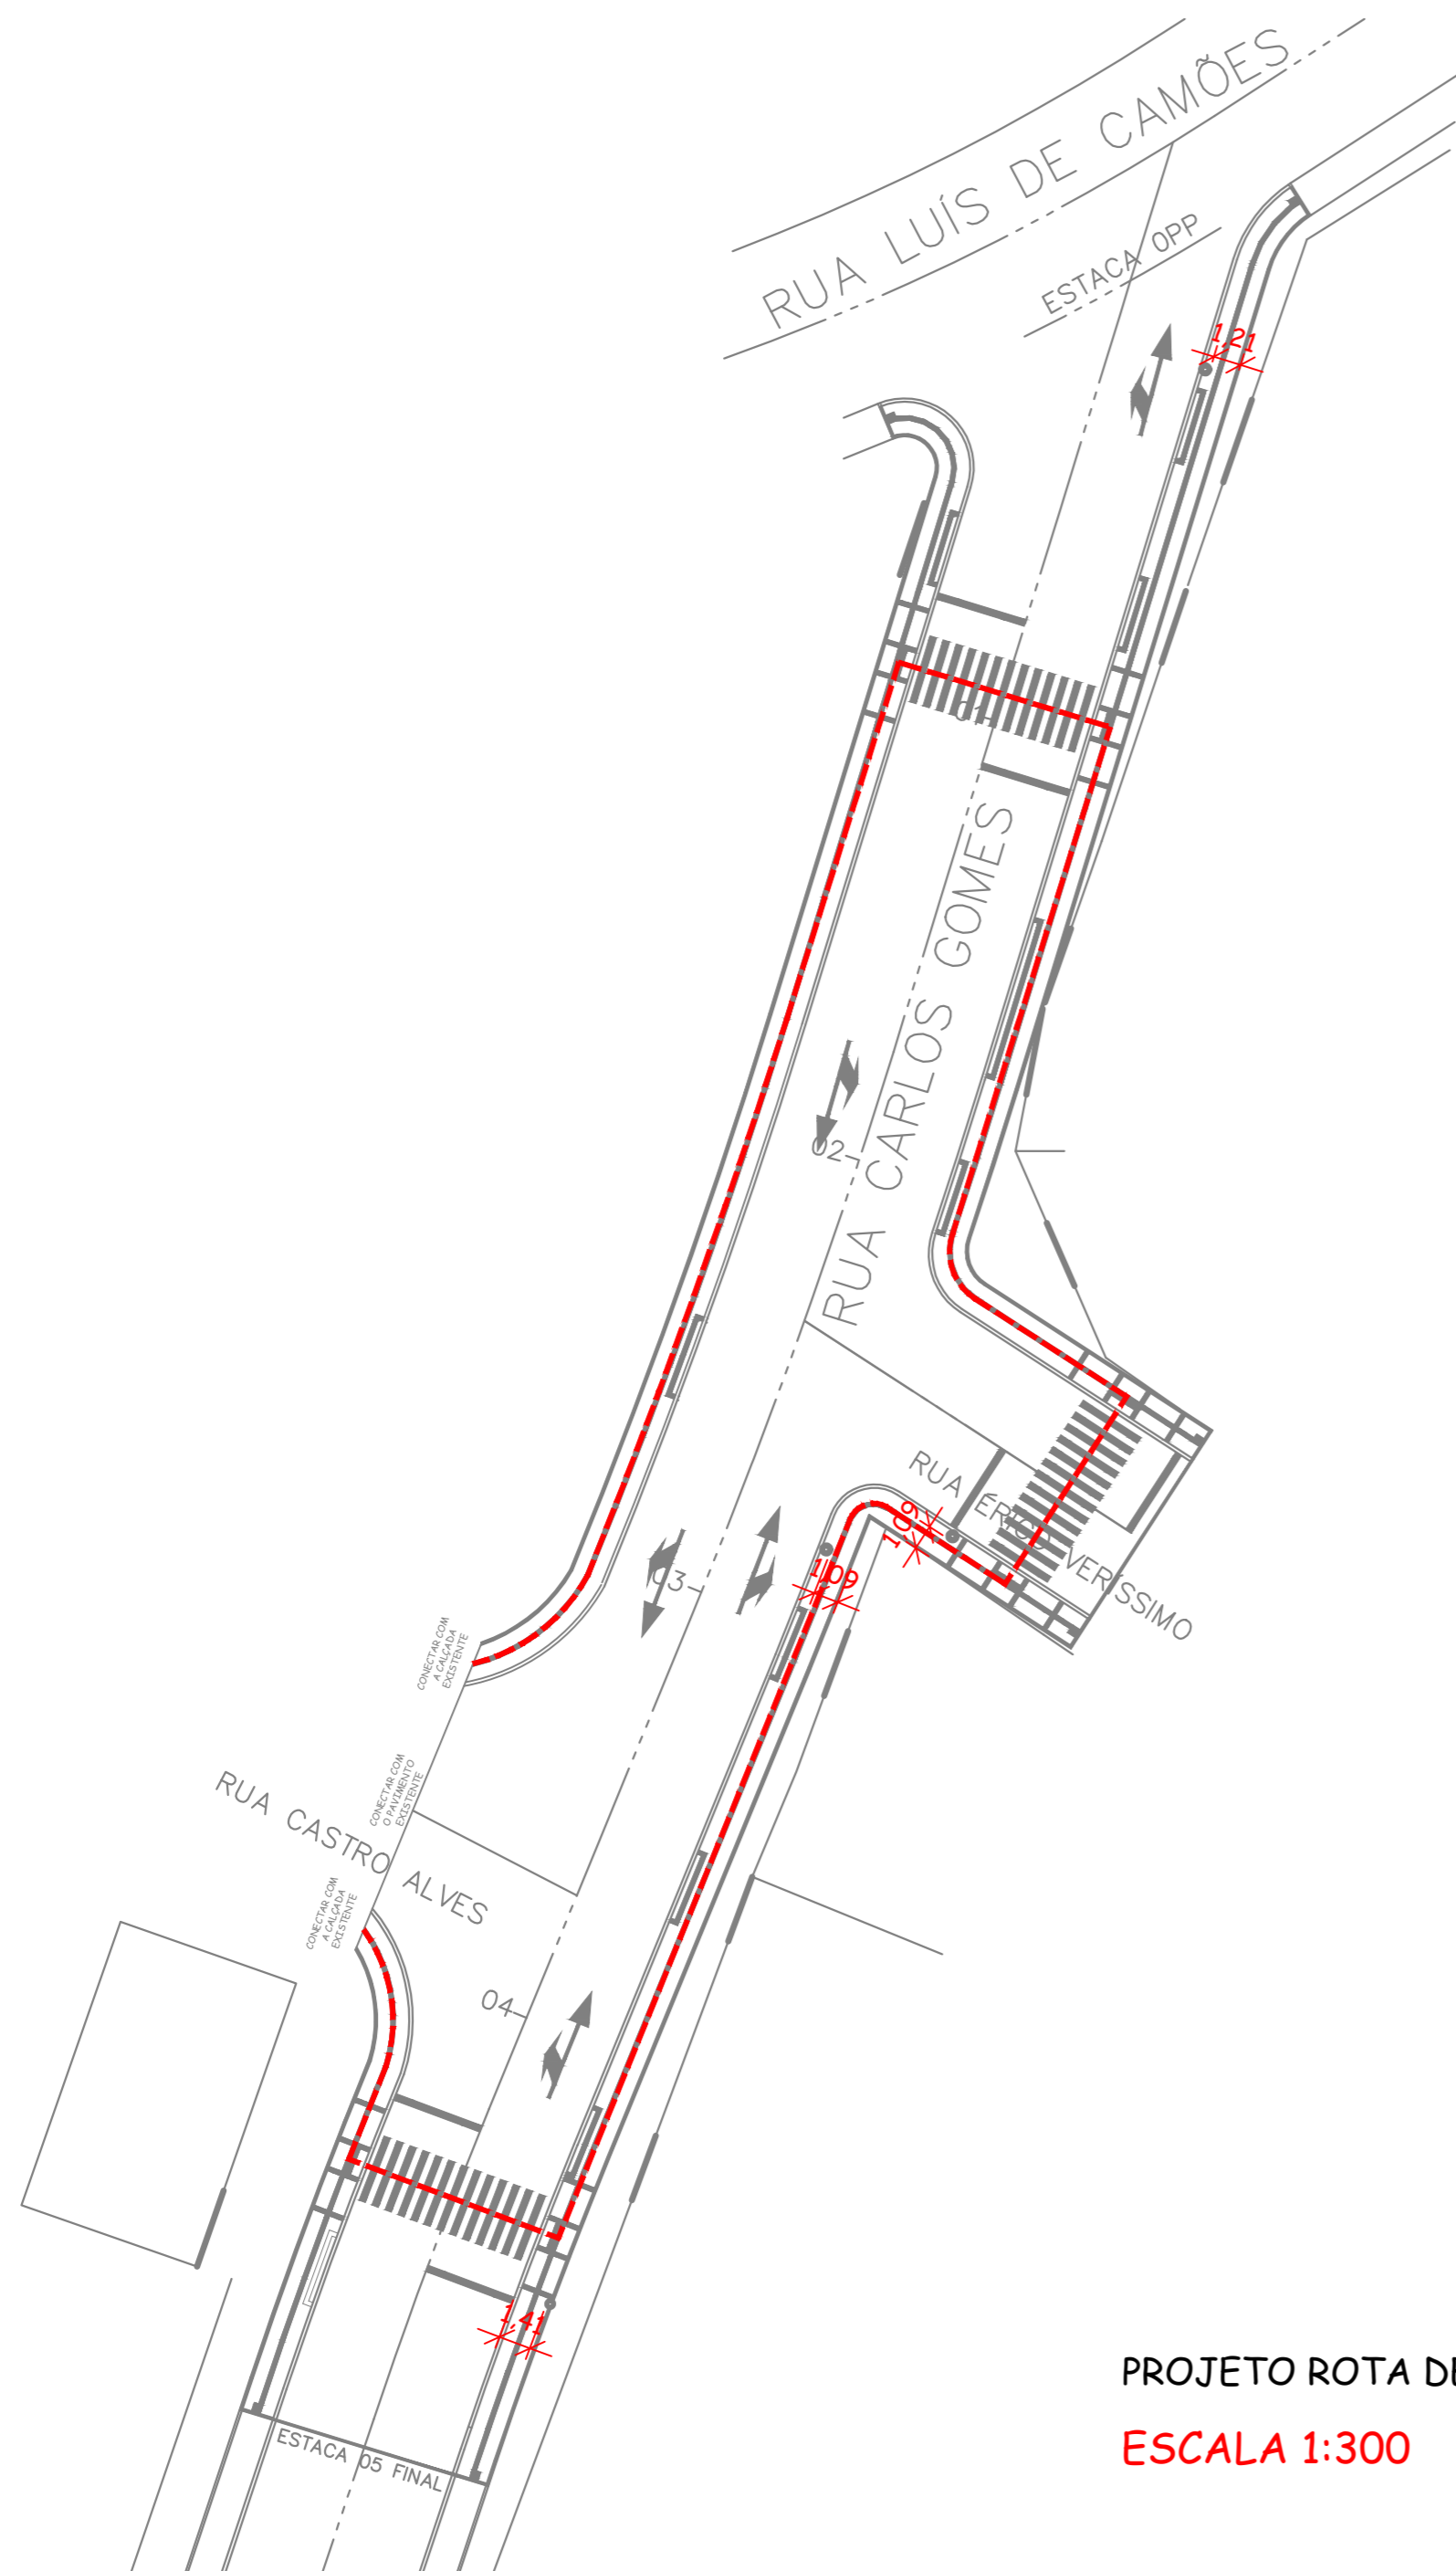 RUA LUÍS DE CAMÕES
ESTACA 0PP
1,21
01
RUA CARLOS GOMES
02
RUA ÉRICO VERÍSSIMO
1,09
1,09
03
CONECTAR COM
A CALÇADA
EXISTENTE
CONECTAR COM
O PAVIMENTO
EXISTENTE
RUA CASTRO ALVES
CONECTAR COM
A CALÇADA
EXISTENTE
04
1,41
ESTACA 05 FINAL
PROJETO ROTA DE
ESCALA 1:300